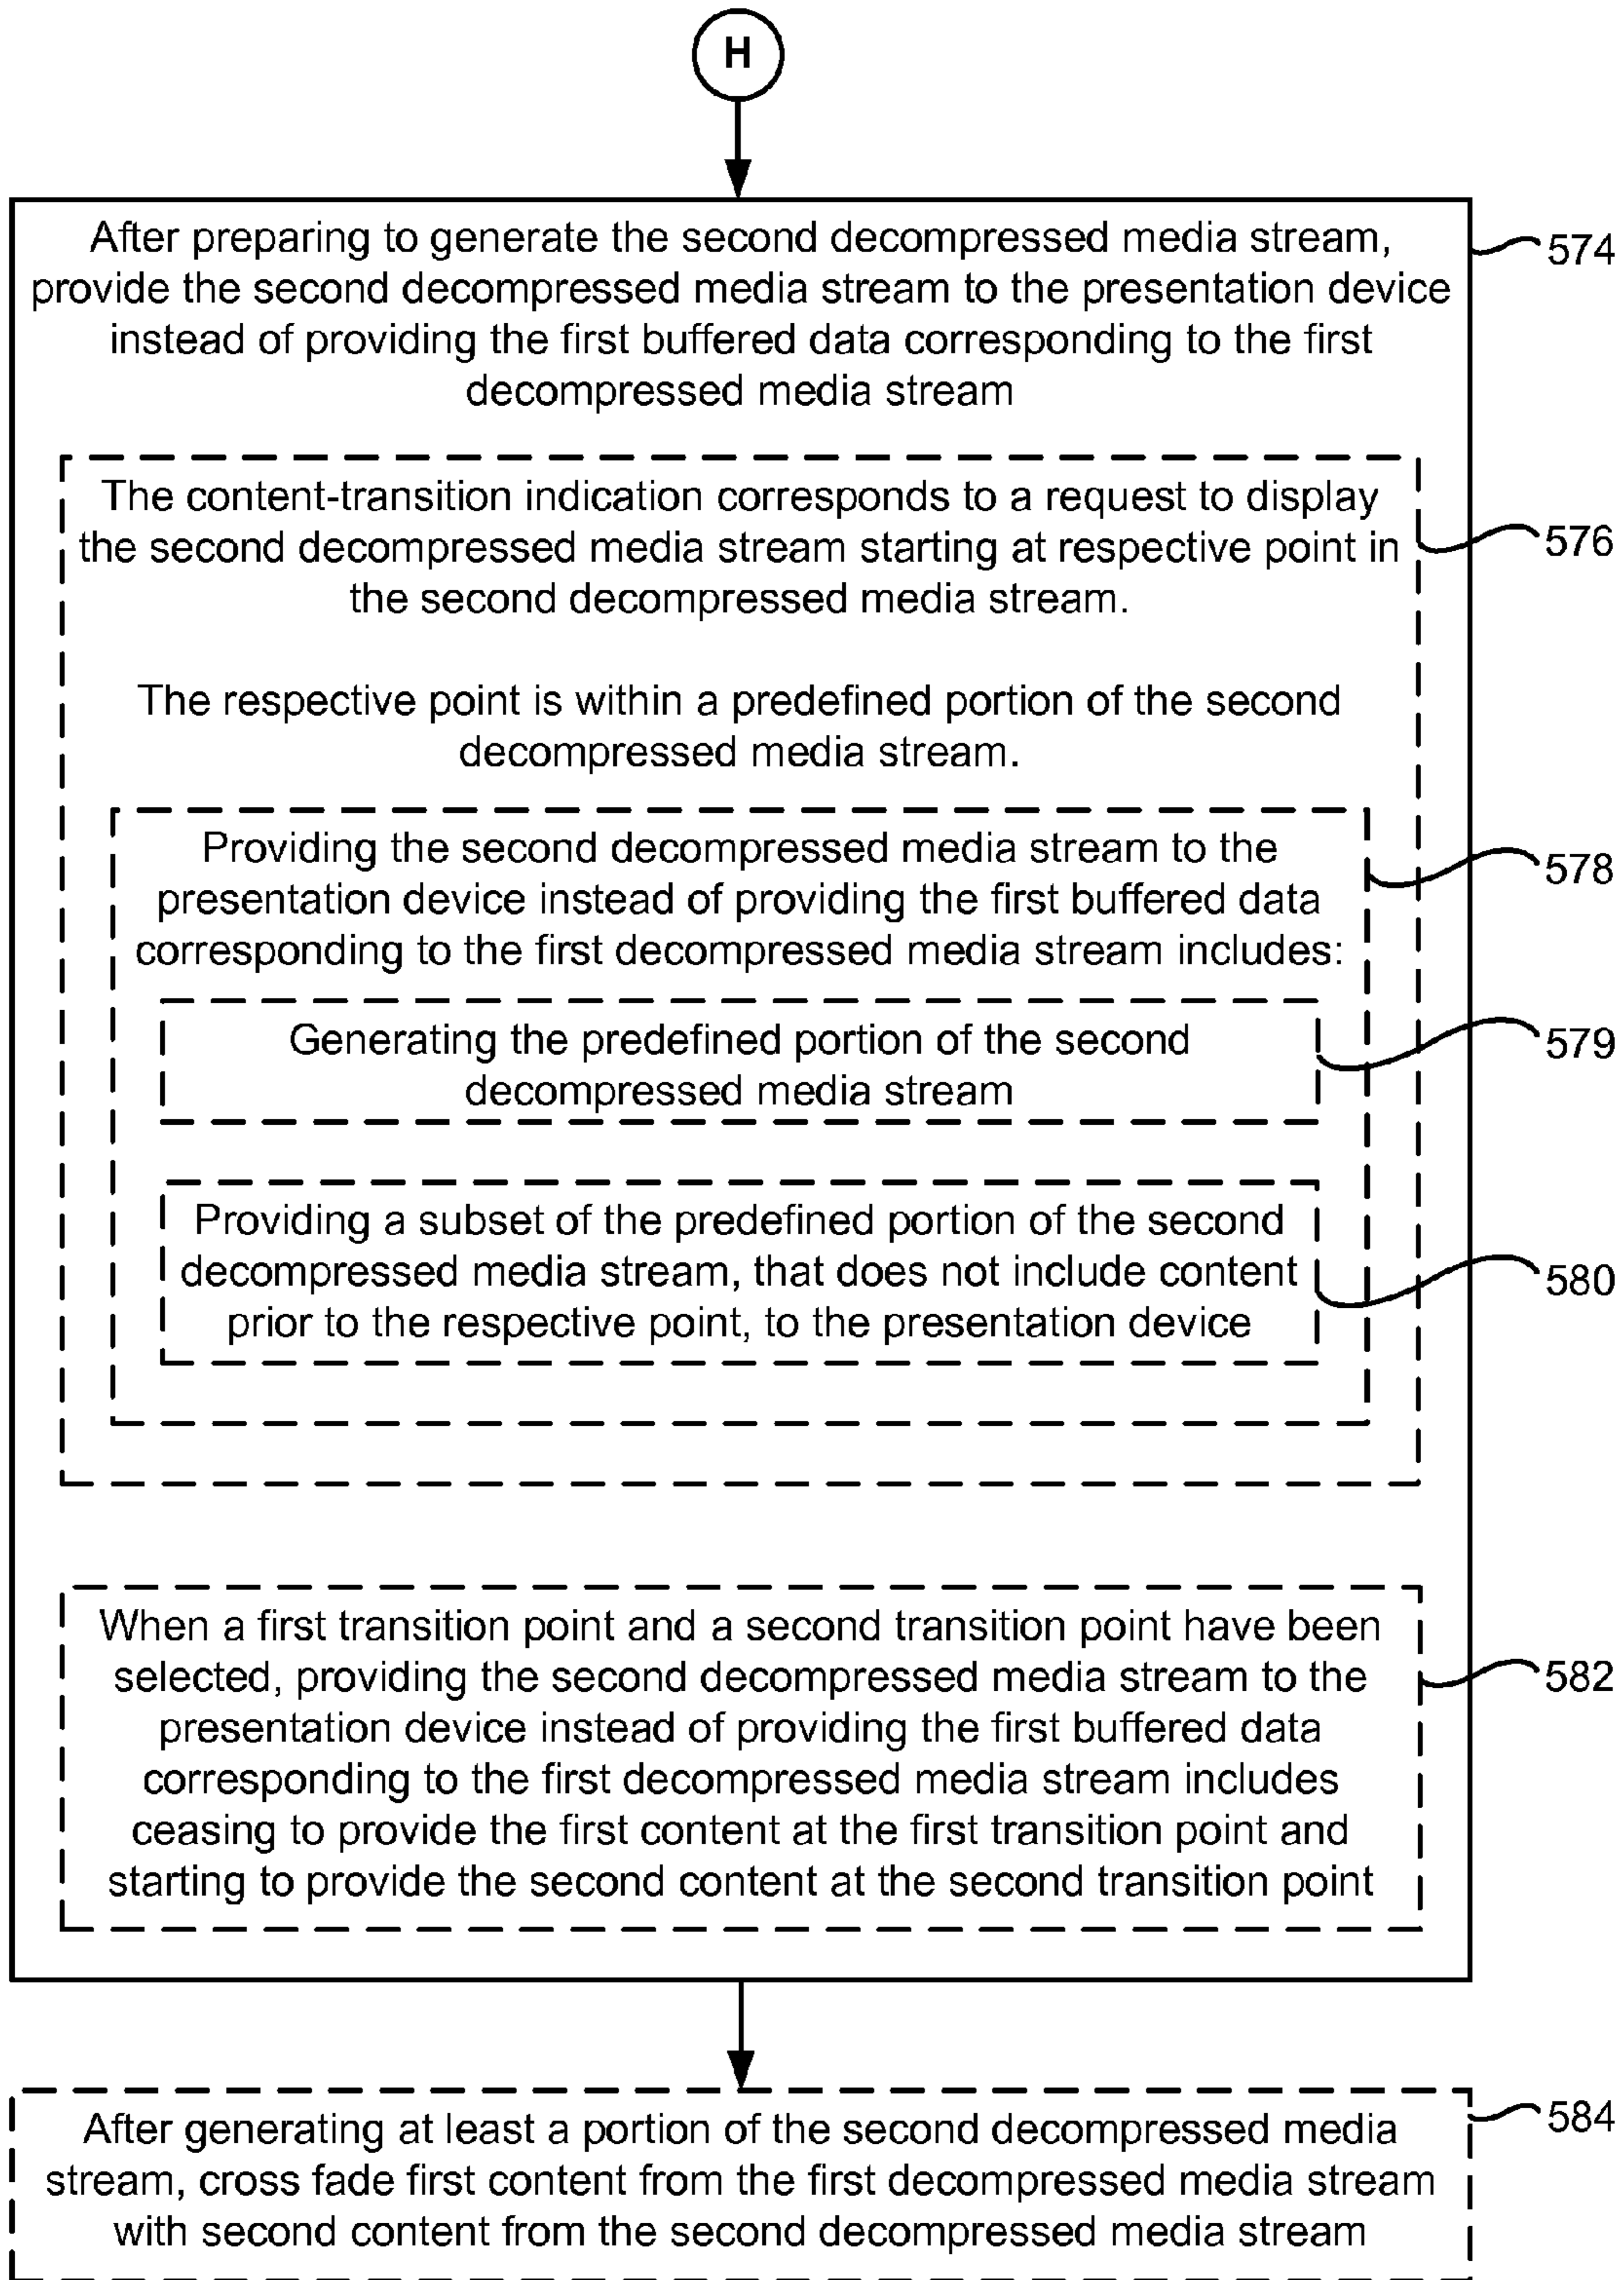 H
After preparing to generate the second decompressed media stream,
provide the second decompressed media stream to the presentation device
instead of providing the first buffered data corresponding to the first
decompressed media stream
574
The content-transition indication corresponds to a request to display
the second decompressed media stream starting at respective point in
the second decompressed media stream.
576
The respective point is within a predefined portion of the second
decompressed media stream.
Providing the second decompressed media stream to the
presentation device instead of providing the first buffered data
corresponding to the first decompressed media stream includes:
578
Generating the predefined portion of the second
decompressed media stream
579
Providing a subset of the predefined portion of the second
decompressed media stream, that does not include content
prior to the respective point, to the presentation device
580
When a first transition point and a second transition point have been
selected, providing the second decompressed media stream to the
presentation device instead of providing the first buffered data
corresponding to the first decompressed media stream includes
ceasing to provide the first content at the first transition point and
starting to provide the second content at the second transition point
582
After generating at least a portion of the second decompressed media
stream, cross fade first content from the first decompressed media stream
with second content from the second decompressed media stream
584